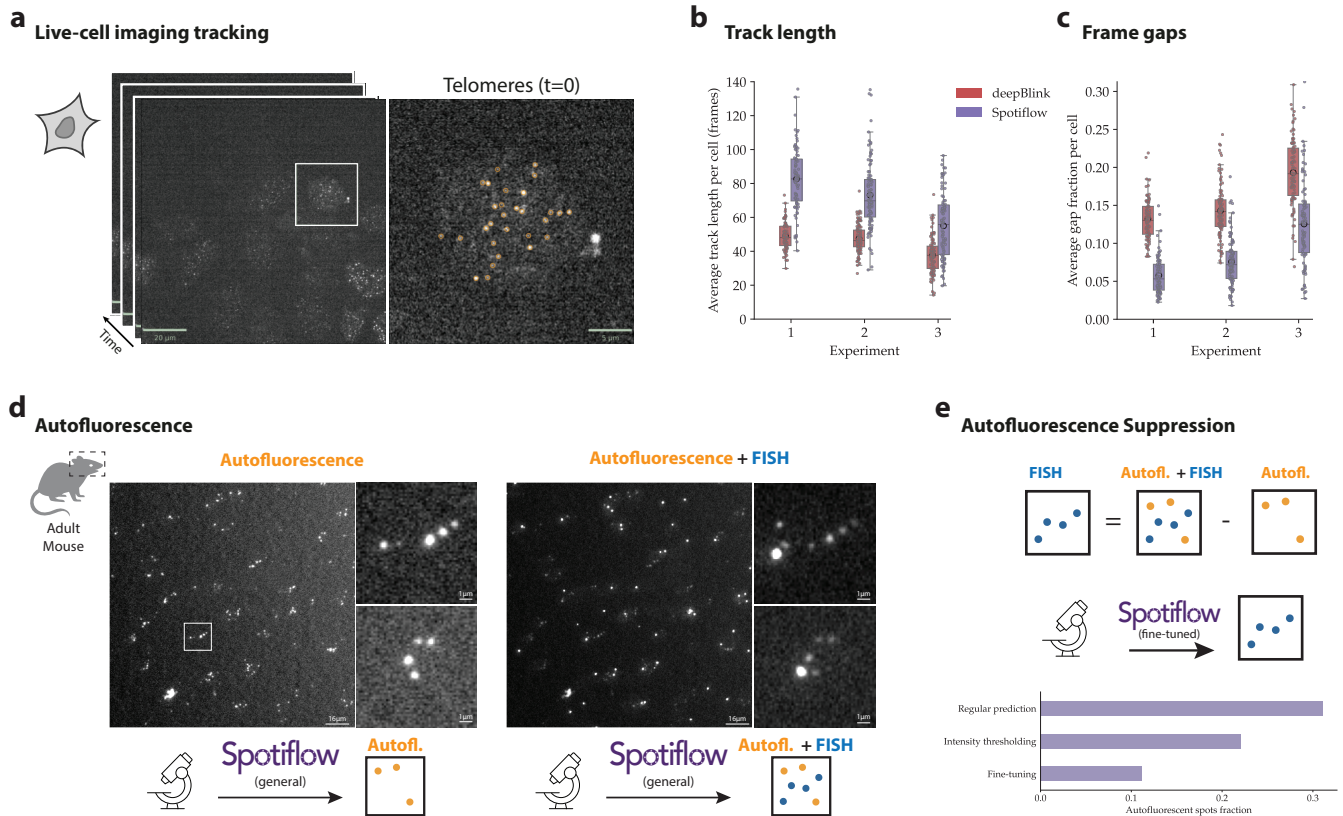 a
Live-cell imaging tracking
Telomeres (t=0)
20 μm
5 μm
Time
b
Track length
Average track length per cell (frames)
140
120
100
80
60
40
20
0
1
2
3
Experiment
deepBlink
Spotiflow
c
Frame gaps
Average gap fraction per cell
0.30
0.25
0.20
0.15
0.10
0.05
0.00
1
2
3
Experiment
d
Autofluorescence
Adult
Mouse
Autofluorescence
16μm
1μm
1μm
Autofluorescence + FISH
16μm
1μm
1μm
Spotiflow
(general)
Autofl.
Spotiflow
(general)
Autofl. + FISH
e
Autofluorescence Suppression
FISH
Autofl. + FISH
Autofl.
=
-
Spotiflow
(fine-tuned)
Regular prediction
Intensity thresholding
Fine-tuning
0.0
0.1
0.2
0.3
Autofluorescent spots fraction